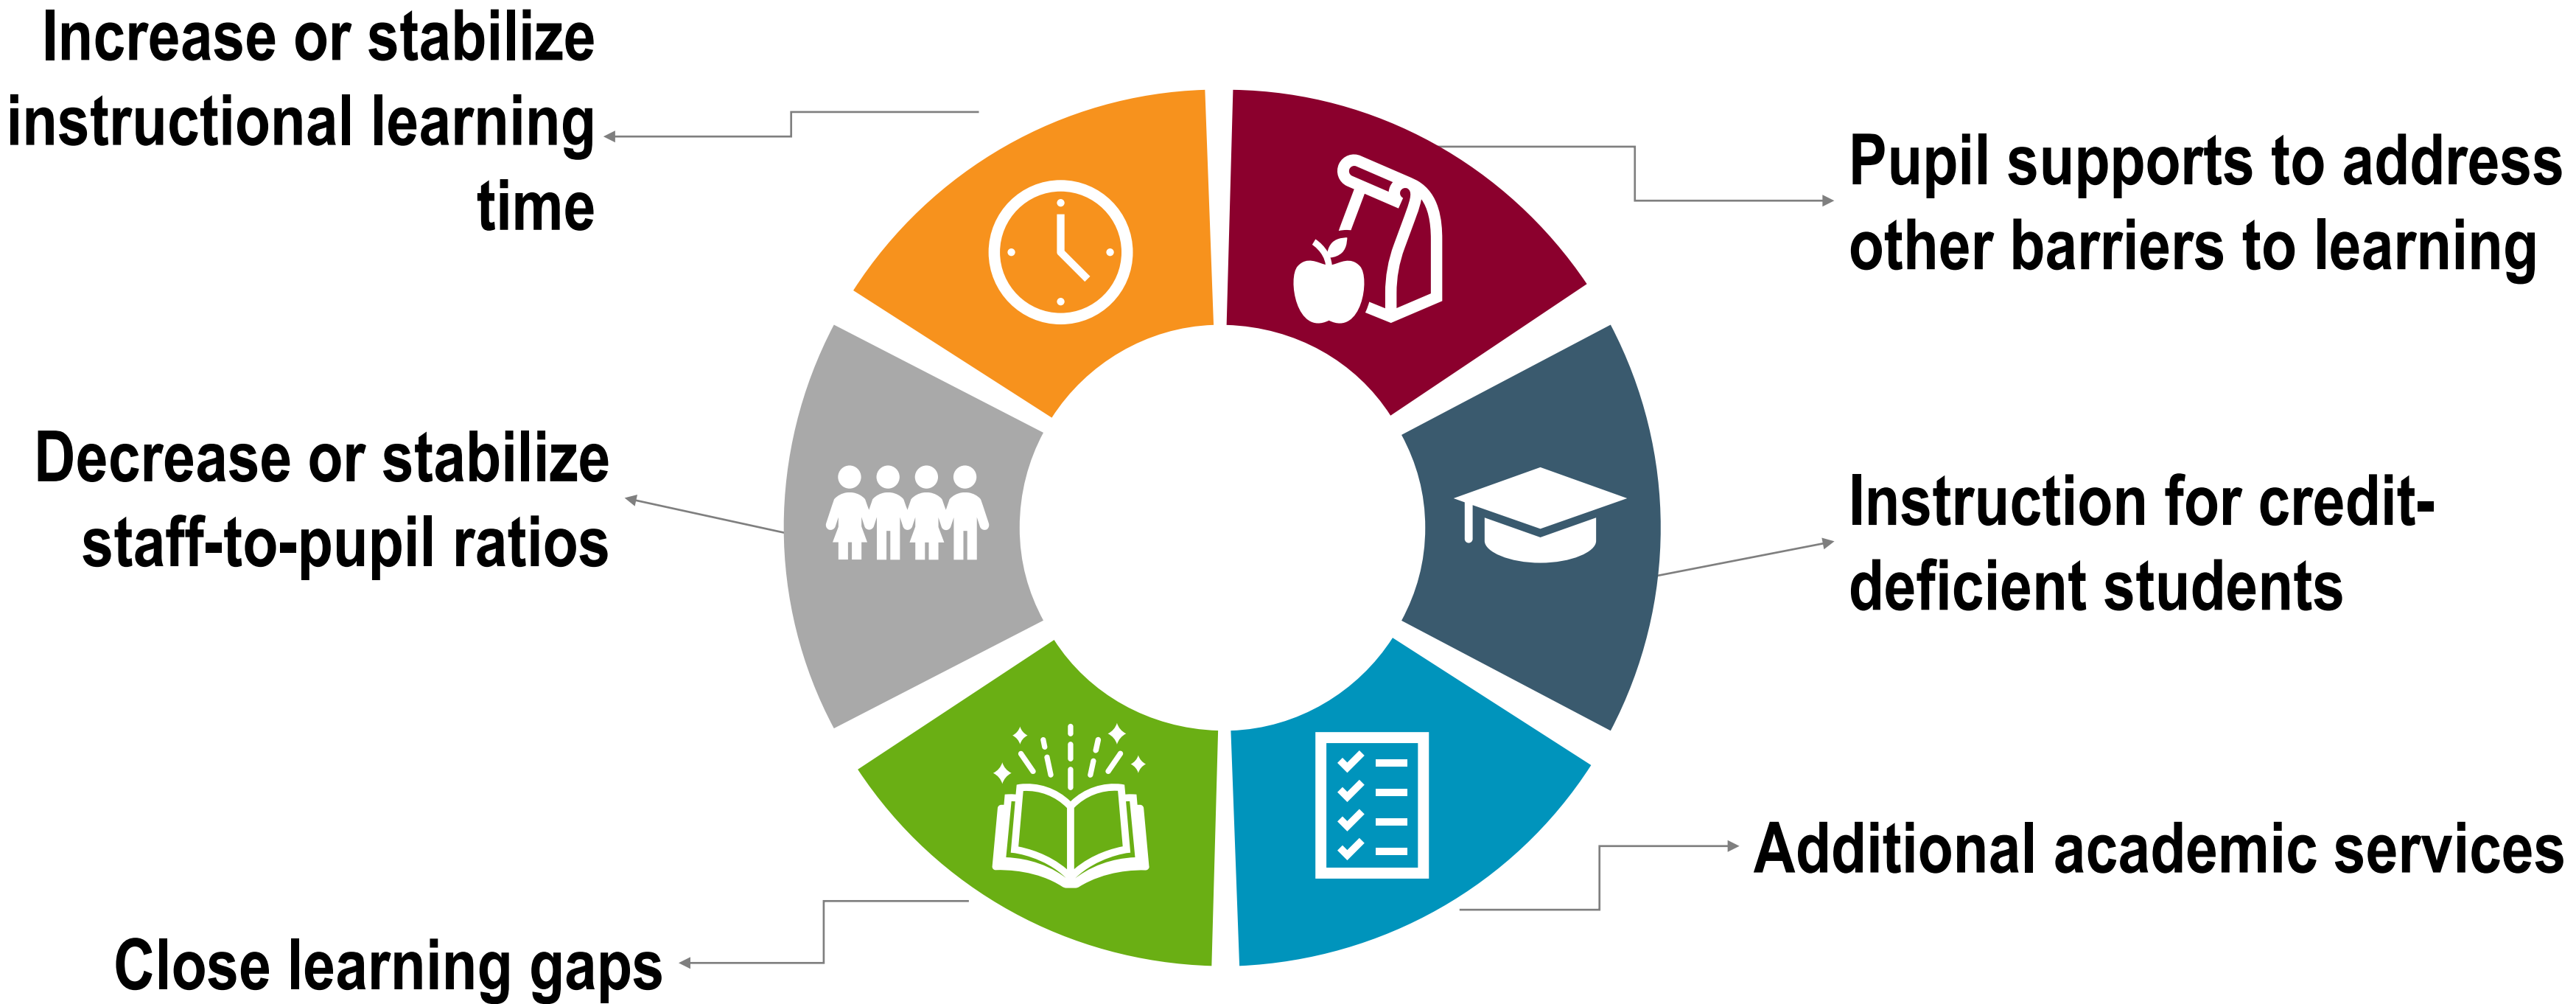 Increase or stabilize
instructional learning
time
Pupil supports to address
other barriers to learning
Decrease or stabilize
staff-to-pupil ratios
Instruction for credit-
deficient students
Additional academic services
Close learning gaps